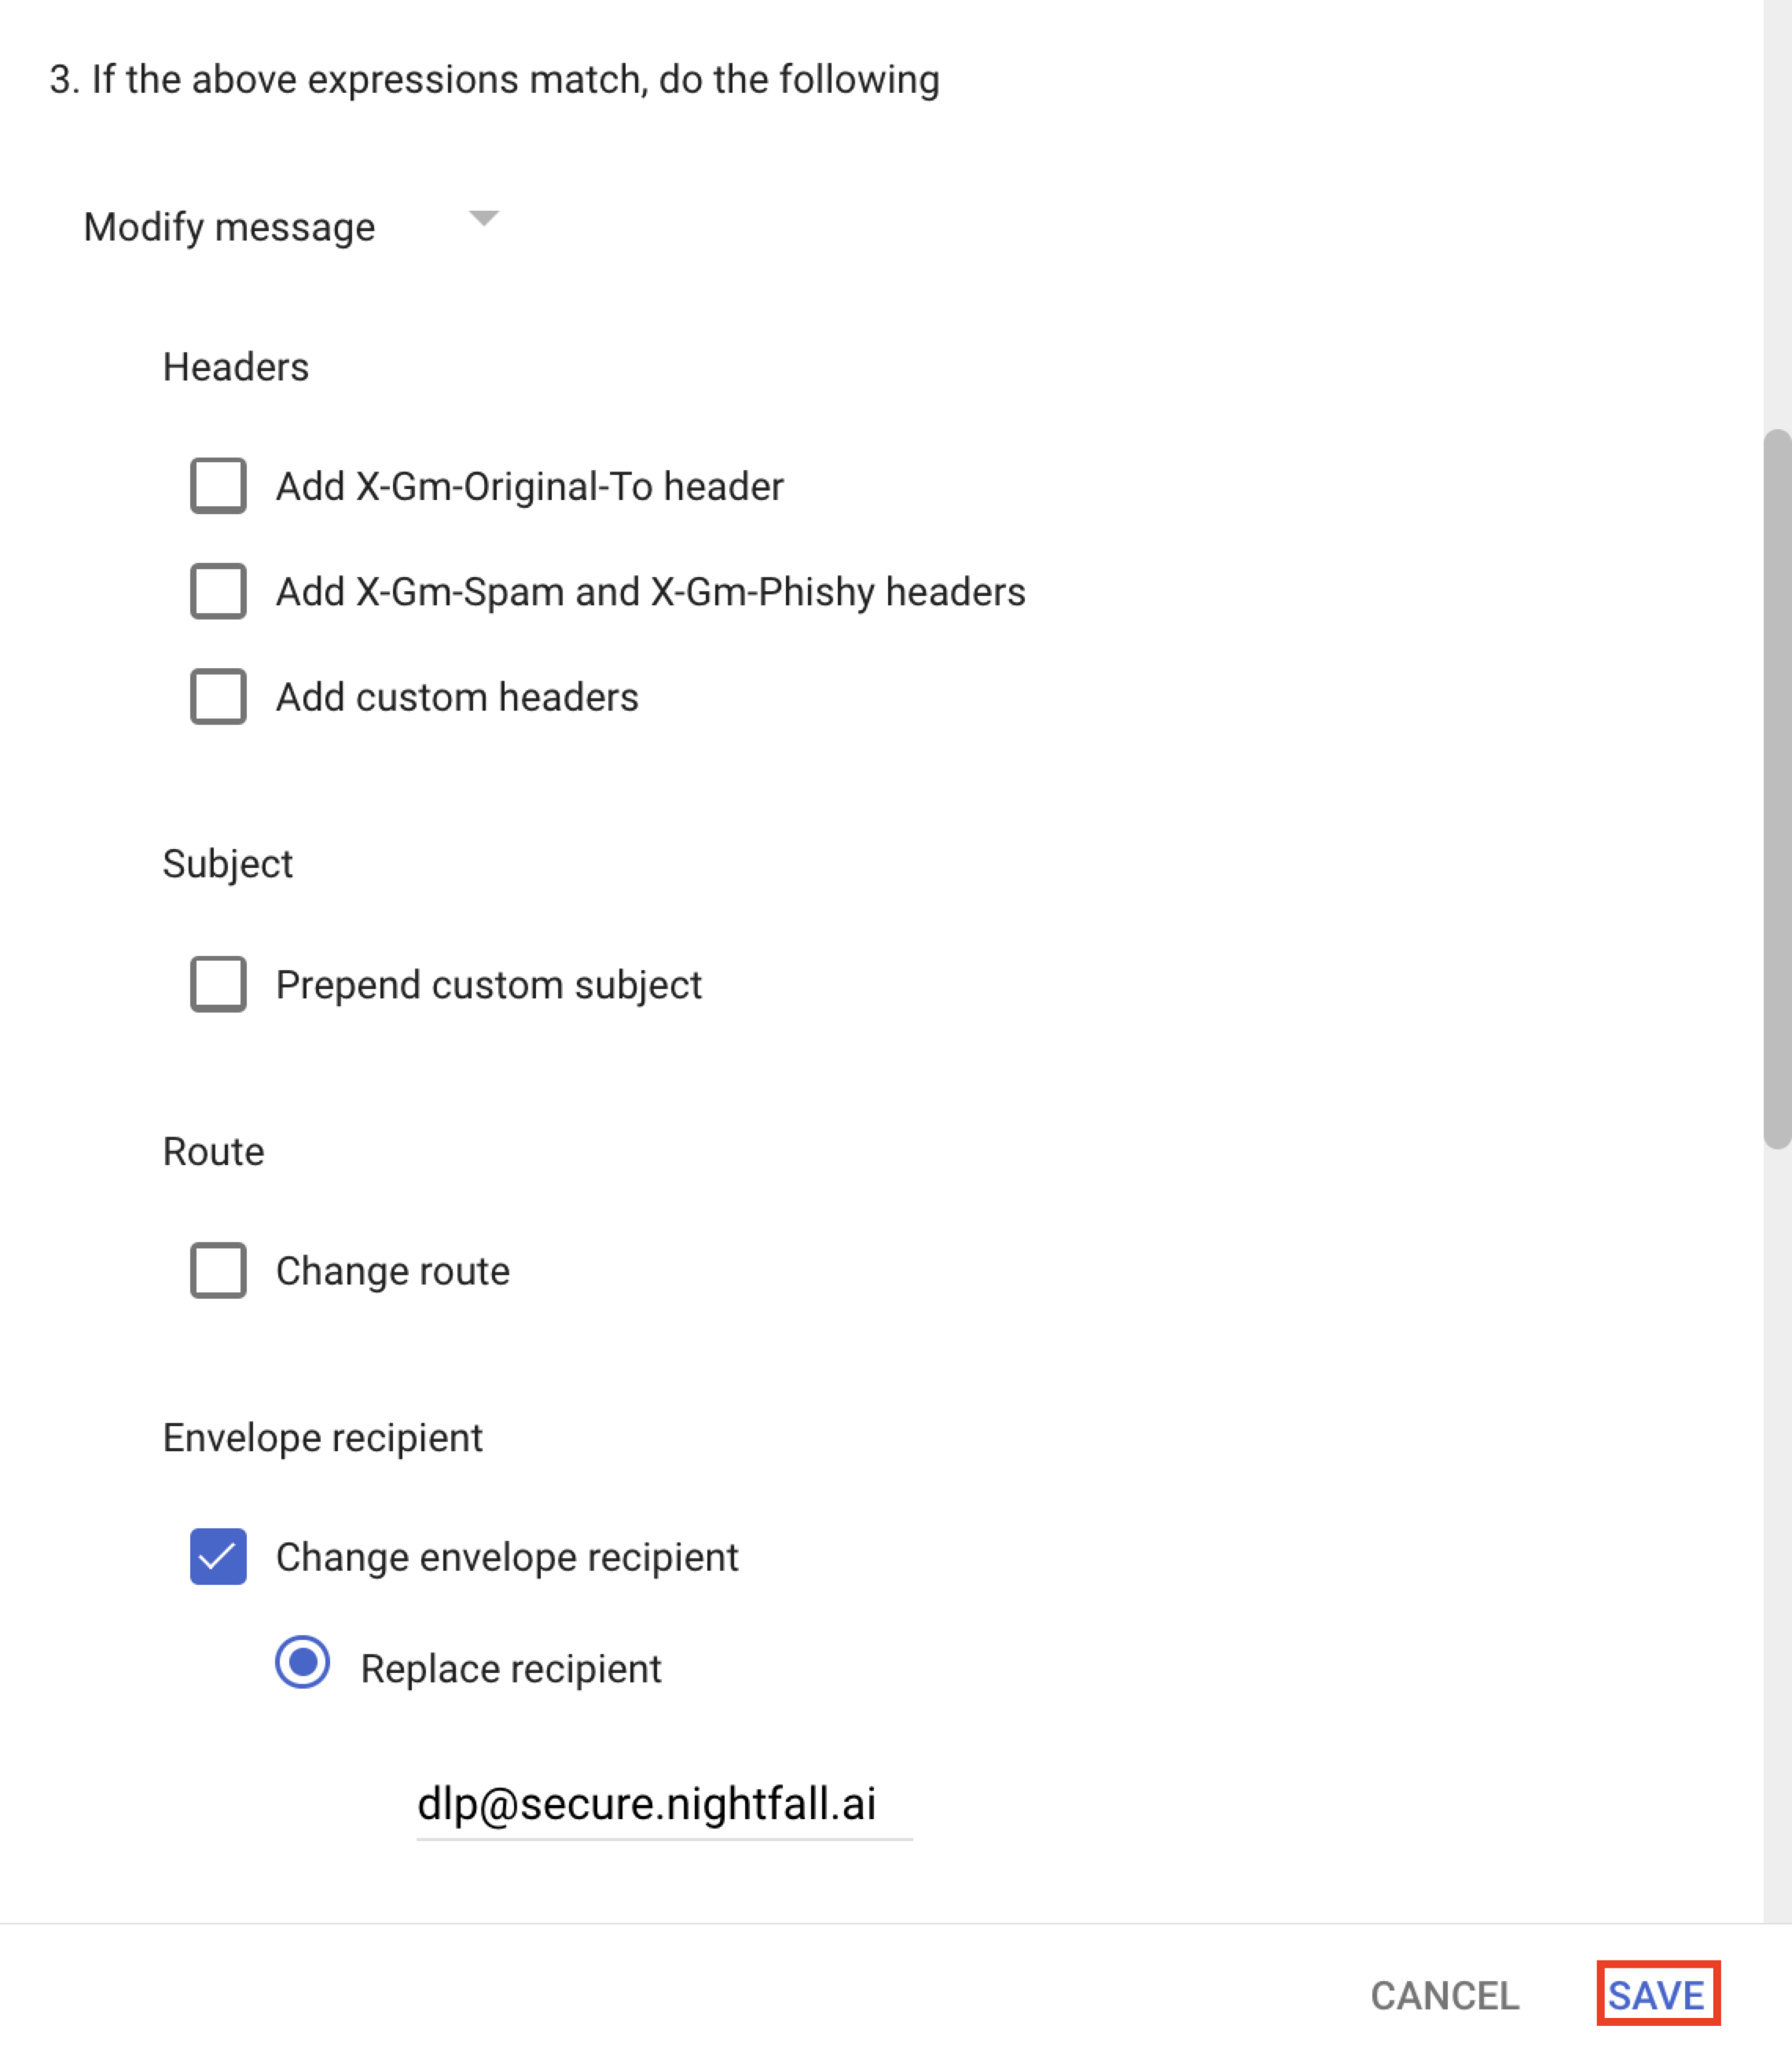 3. If the above expressions match, do the following
Modify message
Headers
Add X-Gm-Original-To header
Add X-Gm-Spam and X-Gm-Phishy headers
Add custom headers
Subject
Prepend custom subject
Route
Change route
Envelope recipient
Change envelope recipient
Replace recipient
dlp@secure.nightfall.ai
CANCEL SAVE